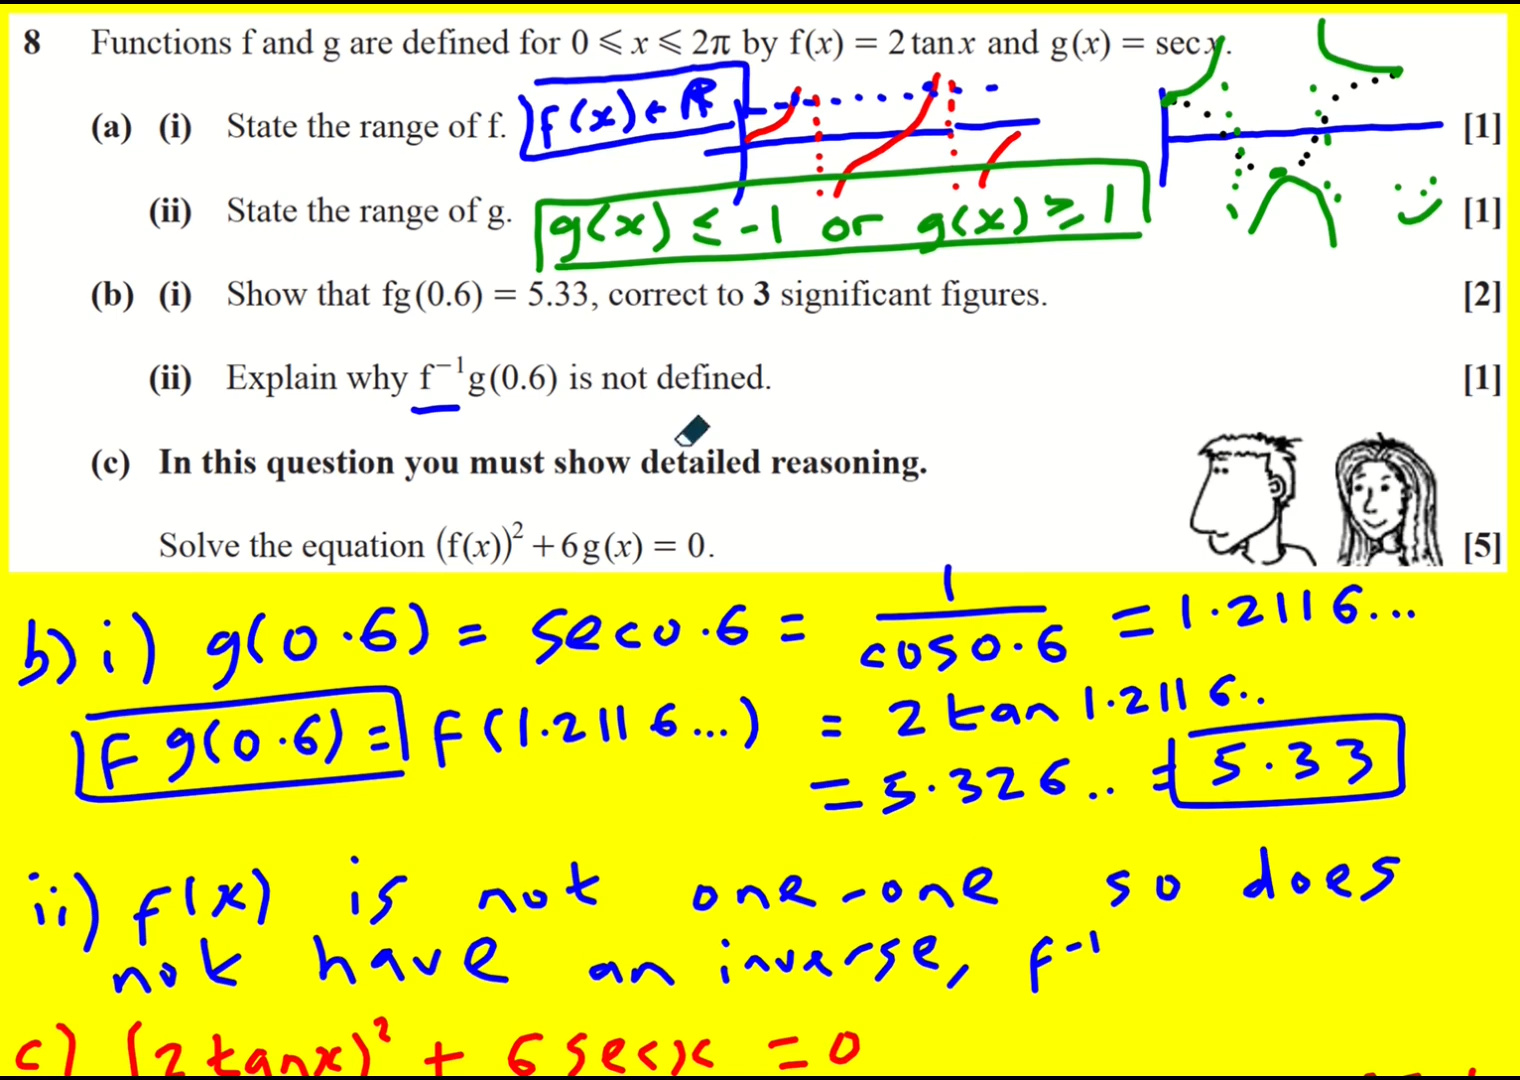 8 Functions f and g are defined for 0 ⩽ x ⩽ 2π by f(x) = 2 tan x and g(x) = sec x.
(a) (i) State the range of f. f(x) ∈ ℝ [1]
(ii) State the range of g. g(x) ≤ -1 or g(x) ≥ 1 [1]
(b) (i) Show that fg(0.6) = 5.33, correct to 3 significant figures. [2]
(ii) Explain why f⁻¹g(0.6) is not defined. [1]
(c) In this question you must show detailed reasoning.
Solve the equation (f(x))² + 6g(x) = 0. [5]
b) i) g(0.6) = sec 0.6 = 1/cos 0.6 = 1.2116...
Fg(0.6) = F(1.2116...) = 2 tan 1.2116..
= 5.326.. = 5.33
ii) f(x) is not one-one so does
not have an inverse, f⁻¹
c) (2 tan x)² + 6 sec x = 0